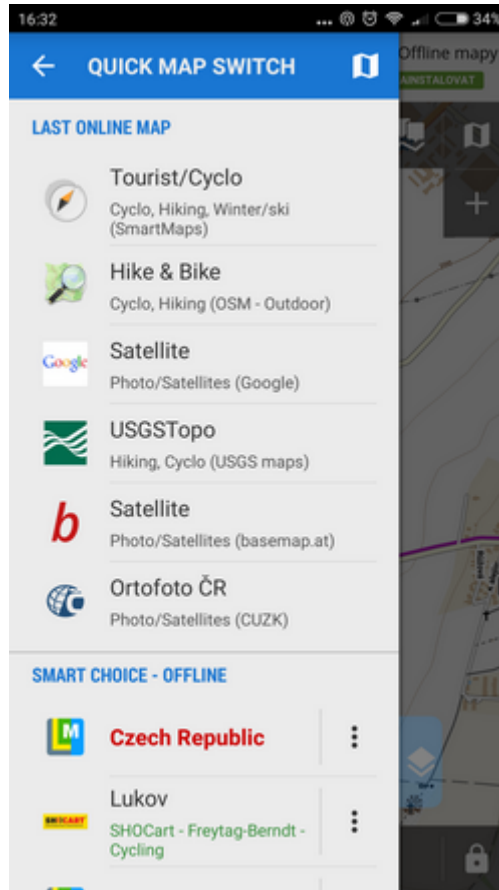 16:32
... 34%
QUICK MAP SWITCH
Offline mapy
AINSTALOVAT
LAST ONLINE MAP
Tourist/Cyclo
Cyclo, Hiking, Winter/ski
(SmartMaps)
Hike & Bike
Cyclo, Hiking (OSM - Outdoor)
Google
Satellite
Photo/Satellites (Google)
USGSTopo
Hiking, Cyclo (USGS maps)
b
Satellite
Photo/Satellites (basemap.at)
Ortofoto ČR
Photo/Satellites (CUZK)
SMART CHOICE - OFFLINE
LM
Czech Republic
SHOCART
Lukov
SHOCart - Freytag-Berndt -
Cycling